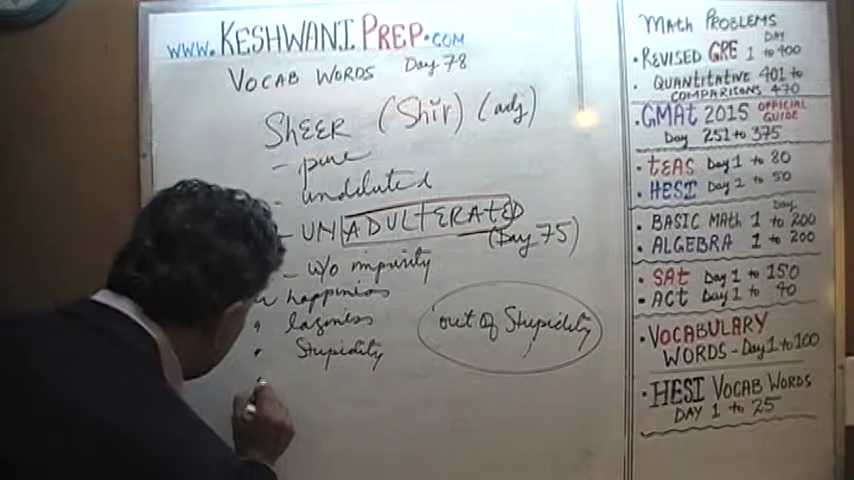 www.KESHWANIPREP.com
VOCAB WORDS Day 78
SHEER (Shĭr) (adj)
- pure
- undiluted
- UNADULTERATED
(Day 75)
- w/o impurity
happiness
laziness
• Stupidity
out of Stupidity
MATH PROBLEMS
DAY
• REVISED GRE 1 to 400
• QUANTITATIVE 401 to
COMPARISONS 470
• GMAT 2015 OFFICIAL GUIDE
Day 251 to 375
• TEAS Day 1 to 80
• HESI Day 1 to 50
Day
• BASIC MATH 1 to 200
• ALGEBRA 1 to 200
• SAT Day 1 to 150
• ACT Day 1 to 40
• VOCABULARY
WORDS - Day 1 to 100
• HESI VOCAB WORDS
DAY 1 to 25